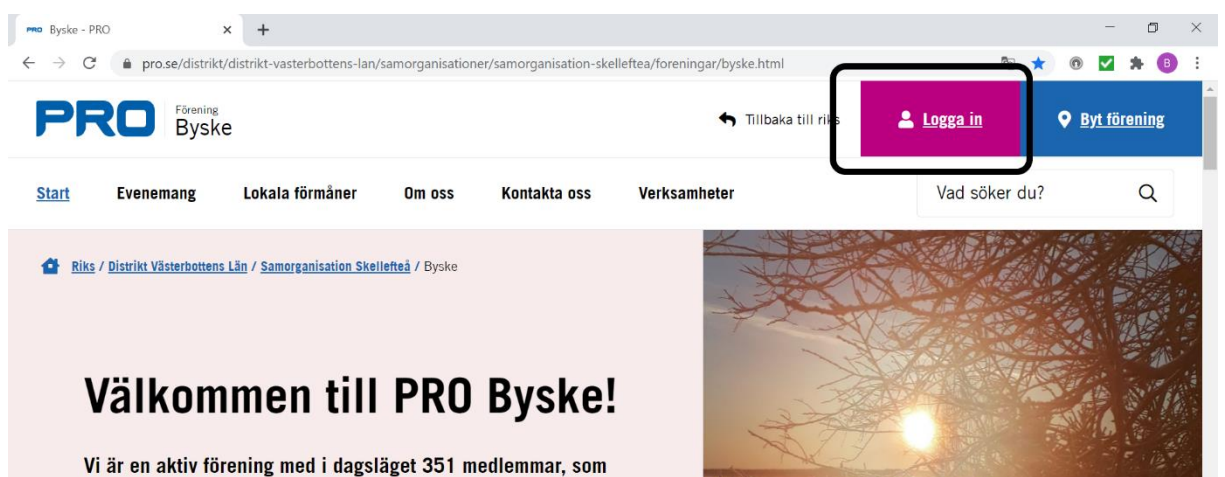 PRO Byske - PRO
pro.se/distrikt/distrikt-vasterbottens-lan/samorganisationer/samorganisation-skelleftea/foreningar/byske.html
B
PRO
Förening
Byske
Tillbaka till riks
Logga in
Byt förening
Start Evenemang Lokala förmåner Om oss Kontakta oss Verksamheter
Vad söker du?
Riks / Distrikt Västerbottens Län / Samorganisation Skellefteå / Byske
Välkommen till PRO Byske!
Vi är en aktiv förening med i dagsläget 351 medlemmar, som